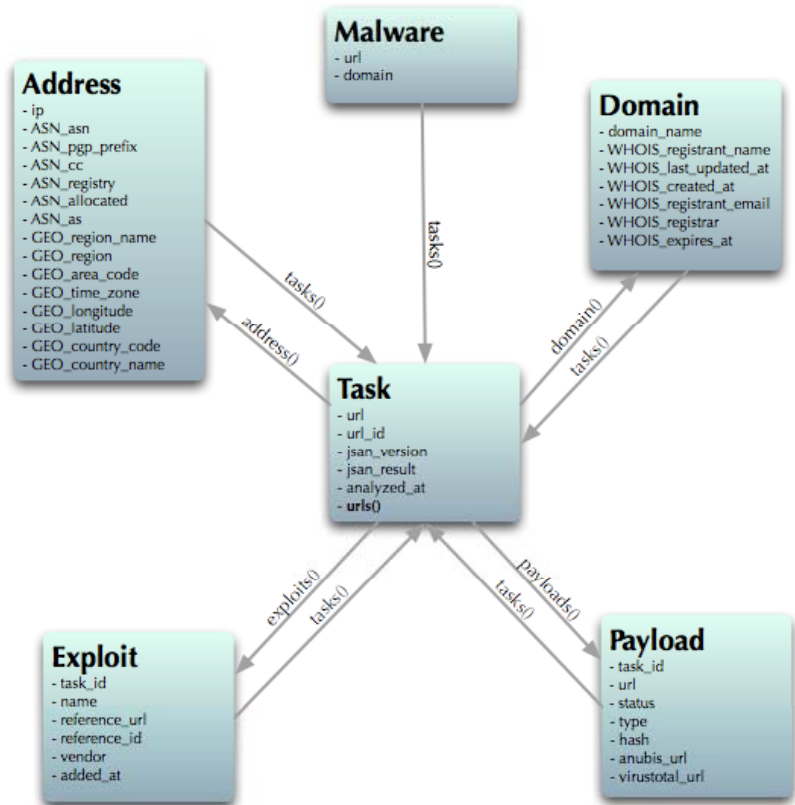 Malware
- url
- domain
Address
- ip
- ASN_asn
- ASN_pgp_prefix
- ASN_cc
- ASN_registry
- ASN_allocated
- ASN_as
- GEO_region_name
- GEO_region
- GEO_area_code
- GEO_time_zone
- GEO_longitude
- GEO_latitude
- GEO_country_code
- GEO_country_name
Domain
- domain_name
- WHOIS_registrant_name
- WHOIS_last_updated_at
- WHOIS_created_at
- WHOIS_registrant_email
- WHOIS_registrar
- WHOIS_expires_at
tasks()
tasks()
address()
domain()
tasks()
Task
- url
- url_id
- jsan_version
- jsan_result
- analyzed_at
- urls()
exploits()
tasks()
payloads()
tasks()
Exploit
- task_id
- name
- reference_url
- reference_id
- vendor
- added_at
Payload
- task_id
- url
- status
- type
- hash
- anubis_url
- virustotal_url